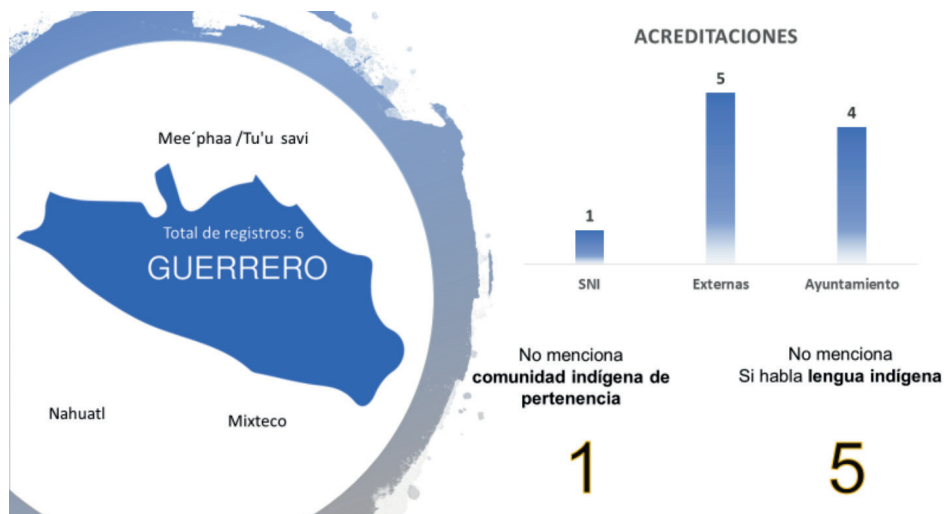 Mee´phaa /Tu'u savi
Total de registros: 6
GUERRERO
Nahuatl
Mixteco
ACREDITACIONES
5
4
1
SNI
Externas
Ayuntamiento
No menciona
comunidad indígena de
pertenencia
1
No menciona
Si habla lengua indígena
5